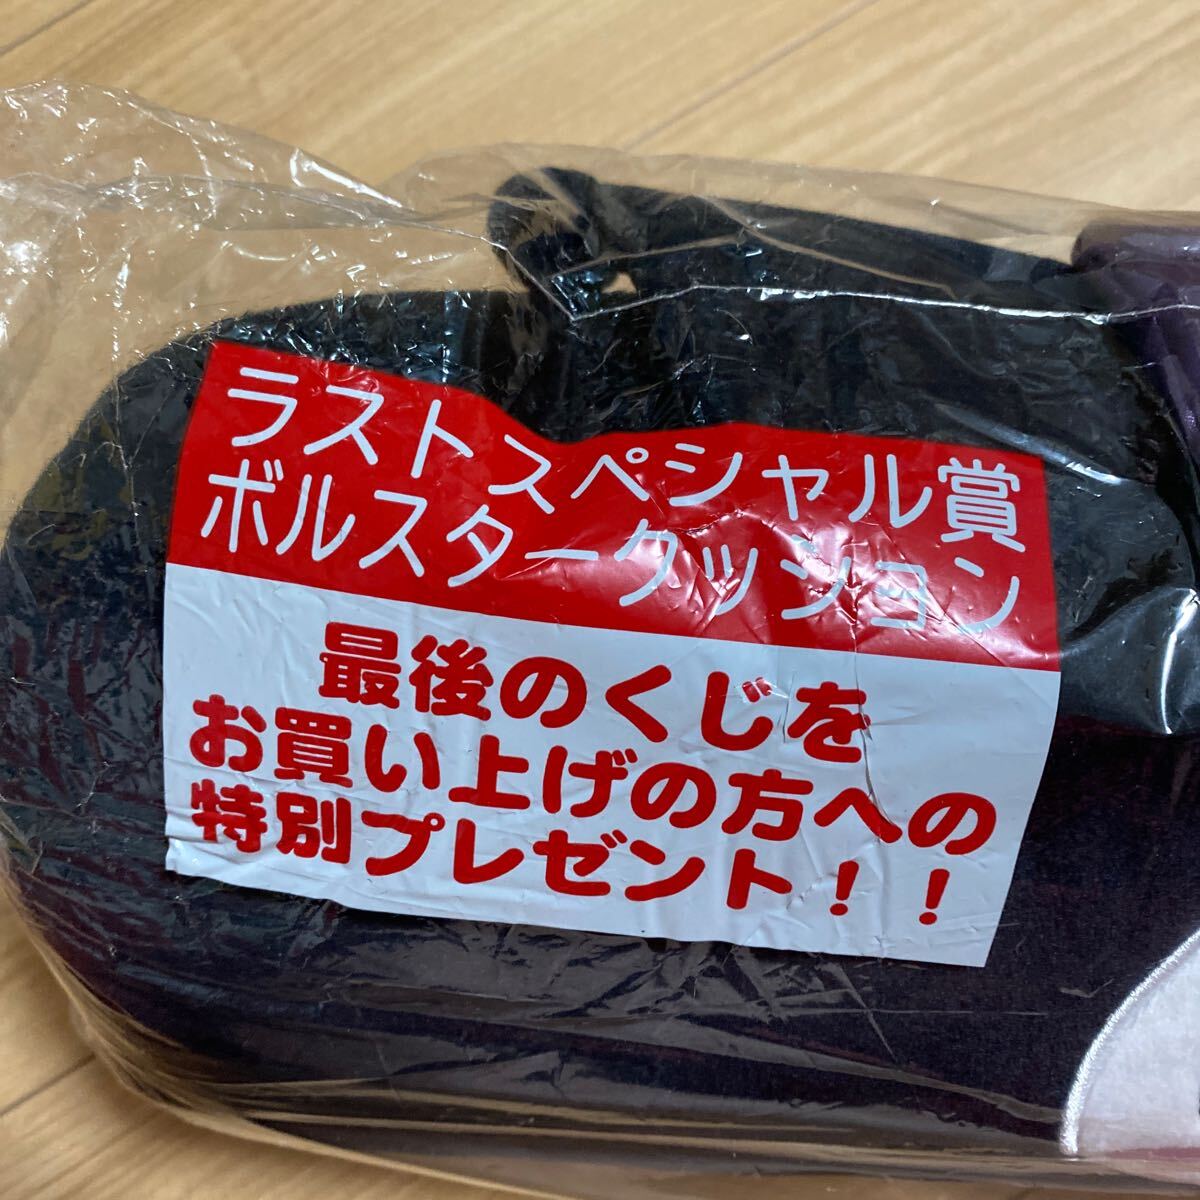 ラストスペシャル賞
ボルスタークッション
最後のくじを
お買い上げの方への
特別プレゼント！！